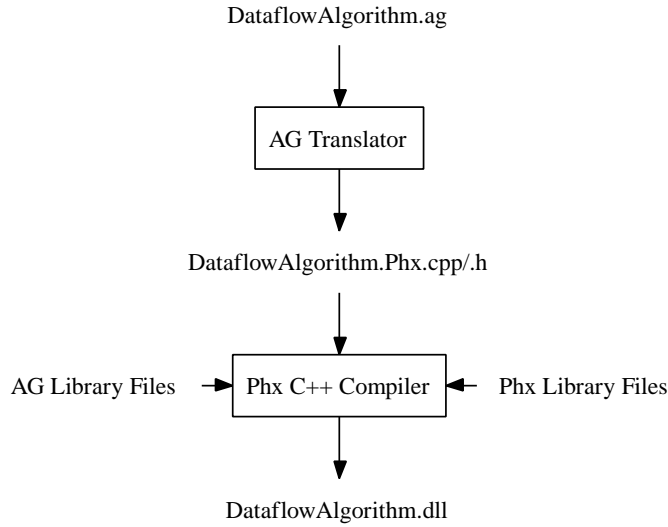 DataflowAlgorithm.ag
AG Translator
DataflowAlgorithm.Phx.cpp/.h
AG Library Files
Phx C++ Compiler
Phx Library Files
DataflowAlgorithm.dll